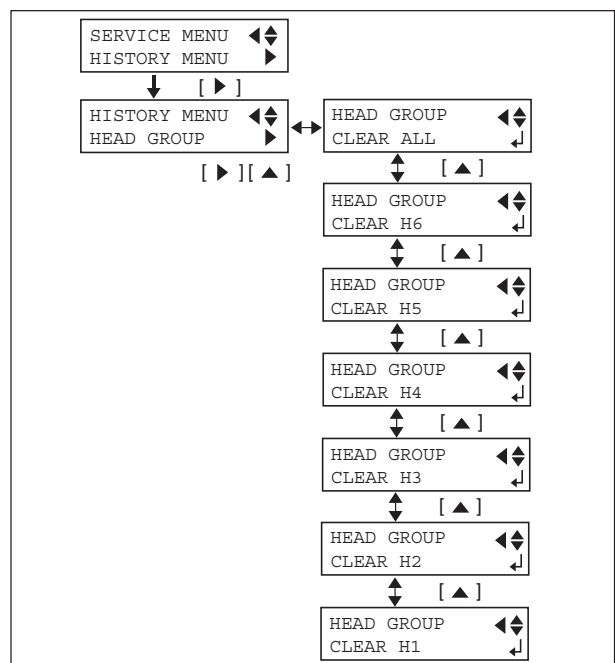 SERVICE MENU ◀◆
HISTORY MENU ▶
[ ▶ ]
HISTORY MENU ◀◆
HEAD GROUP ▶
[ ▶ ][ ▲ ]
HEAD GROUP ◀◆
CLEAR ALL ↵
[ ▲ ]
HEAD GROUP ◀◆
CLEAR H6 ↵
[ ▲ ]
HEAD GROUP ◀◆
CLEAR H5 ↵
[ ▲ ]
HEAD GROUP ◀◆
CLEAR H4 ↵
[ ▲ ]
HEAD GROUP ◀◆
CLEAR H3 ↵
[ ▲ ]
HEAD GROUP ◀◆
CLEAR H2 ↵
[ ▲ ]
HEAD GROUP ◀◆
CLEAR H1 ↵